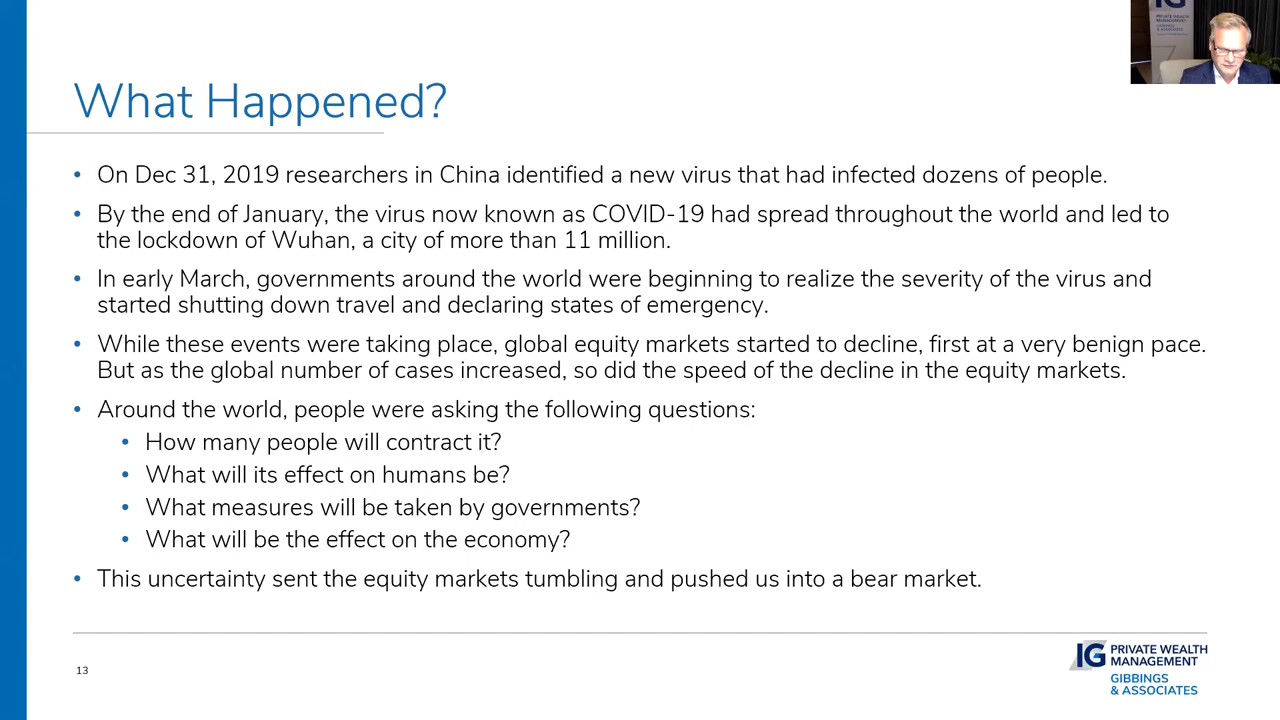 IG
PRIVATE WEALTH
MANAGEMENT
GIBBINGS
& ASSOCIATES
What Happened?
• On Dec 31, 2019 researchers in China identified a new virus that had infected dozens of people.
• By the end of January, the virus now known as COVID-19 had spread throughout the world and led to
the lockdown of Wuhan, a city of more than 11 million.
• In early March, governments around the world were beginning to realize the severity of the virus and
started shutting down travel and declaring states of emergency.
• While these events were taking place, global equity markets started to decline, first at a very benign pace.
But as the global number of cases increased, so did the speed of the decline in the equity markets.
• Around the world, people were asking the following questions:
• How many people will contract it?
• What will its effect on humans be?
• What measures will be taken by governments?
• What will be the effect on the economy?
• This uncertainty sent the equity markets tumbling and pushed us into a bear market.
13
IG PRIVATE WEALTH
MANAGEMENT
GIBBINGS
& ASSOCIATES